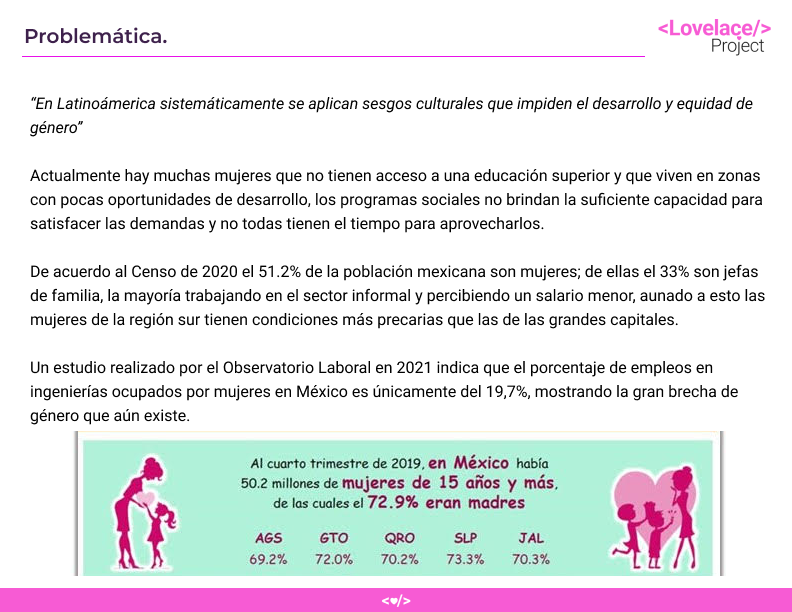 Problemática.
<Lovelace/>
Project
“En Latinoámerica sistemáticamente se aplican sesgos culturales que impiden el desarrollo y equidad de
género”
Actualmente hay muchas mujeres que no tienen acceso a una educación superior y que viven en zonas
con pocas oportunidades de desarrollo, los programas sociales no brindan la suficiente capacidad para
satisfacer las demandas y no todas tienen el tiempo para aprovecharlos.
De acuerdo al Censo de 2020 el 51.2% de la población mexicana son mujeres; de ellas el 33% son jefas
de familia, la mayoría trabajando en el sector informal y percibiendo un salario menor, aunado a esto las
mujeres de la región sur tienen condiciones más precarias que las de las grandes capitales.
Un estudio realizado por el Observatorio Laboral en 2021 indica que el porcentaje de empleos en
ingenierías ocupados por mujeres en México es únicamente del 19,7%, mostrando la gran brecha de
género que aún existe.
Al cuarto trimestre de 2019, en México había
50.2 millones de mujeres de 15 años y más,
de las cuales el 72.9% eran madres
AGS GTO QRO SLP JAL
69.2% 72.0% 70.2% 73.3% 70.3%
<♥/>